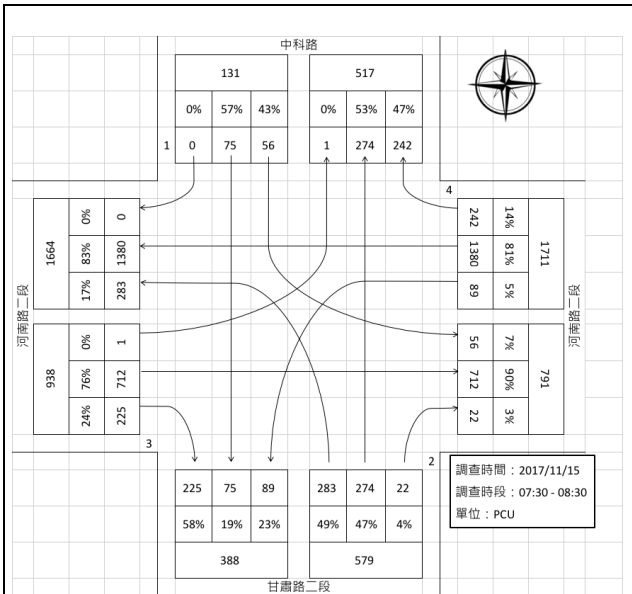 中科路
131 517
0% 57% 43% 0% 53% 47%
1 0 75 56 1 274 242
4
河南路二段
1664
0% 83% 17%
0 1380 283
242 1380 89
14% 81% 5%
1711
河南路二段
938
0% 76% 24%
1 712 225
56 712 22
7% 90% 3%
791
3
2
225 75 89 283 274 22
58% 19% 23% 49% 47% 4%
388 579
甘肅路二段
調查時間：2017/11/15
調查時段：07:30 - 08:30
單位：PCU